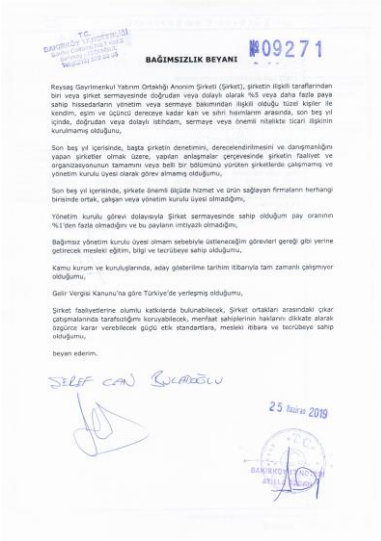 T.C.
BAKIRKÖY
№09271
BAĞIMSIZLIK BEYANI
Reysaş Gayrimenkul Yatırım Ortaklığı Anonim Şirketi (Şirket), şirketin ilişkili taraflarından
biri veya şirket sermayesinde doğrudan veya dolaylı olarak %5 veya daha fazla paya
sahip hissedarların yönetim veya sermaye bakımından ilişkili olduğu tüzel kişiler ile
kendim, eşim ve üçüncü dereceye kadar kan ve sıhri hısımlarım arasında, son beş yıl
içinde, doğrudan veya dolaylı istihdam, sermaye veya önemli nitelikte ticari ilişkinin
kurulmamış olduğunu,
Son beş yıl içerisinde, başta şirketin denetimini, derecelendirilmesini ve danışmanlığını
yapan şirketler olmak üzere, yapılan anlaşmalar çerçevesinde şirketin faaliyet ve
organizasyonunun tamamını veya belli bir bölümünü yürüten şirketlerde çalışmamış ve
yönetim kurulu üyesi olarak görev almamış olduğumu,
Son beş yıl içerisinde, şirkete önemli ölçüde hizmet ve ürün sağlayan firmaların herhangi
birisinde ortak, çalışan veya yönetim kurulu üyesi olmadığımı,
Yönetim kurulu görevi dolayısıyla Şirket sermayesinde sahip olduğum pay oranının
%1'den fazla olmadığını ve bu payların imtiyazlı olmadığını,
Bağımsız yönetim kurulu üyesi olmam sebebiyle üstleneceğim görevleri gereği gibi yerine
getirecek mesleki eğitim, bilgi ve tecrübeye sahip olduğumu,
Kamu kurum ve kuruluşlarında, aday gösterilme tarihim itibarıyla tam zamanlı çalışmıyor
olduğumu,
Gelir Vergisi Kanunu'na göre Türkiye'de yerleşmiş olduğumu,
Şirket faaliyetlerine olumlu katkılarda bulunabilecek, Şirket ortakları arasındaki çıkar
çatışmalarında tarafsızlığımı koruyabilecek, menfaat sahiplerinin haklarını dikkate alarak
özgürce karar verebilecek güçlü etik standartlara, mesleki itibara ve tecrübeye sahip
olduğumu,
beyan ederim.
ŞEREF CAN BULADOĞLU
25 Haziran 2019
T.C.
BAKIRKÖY